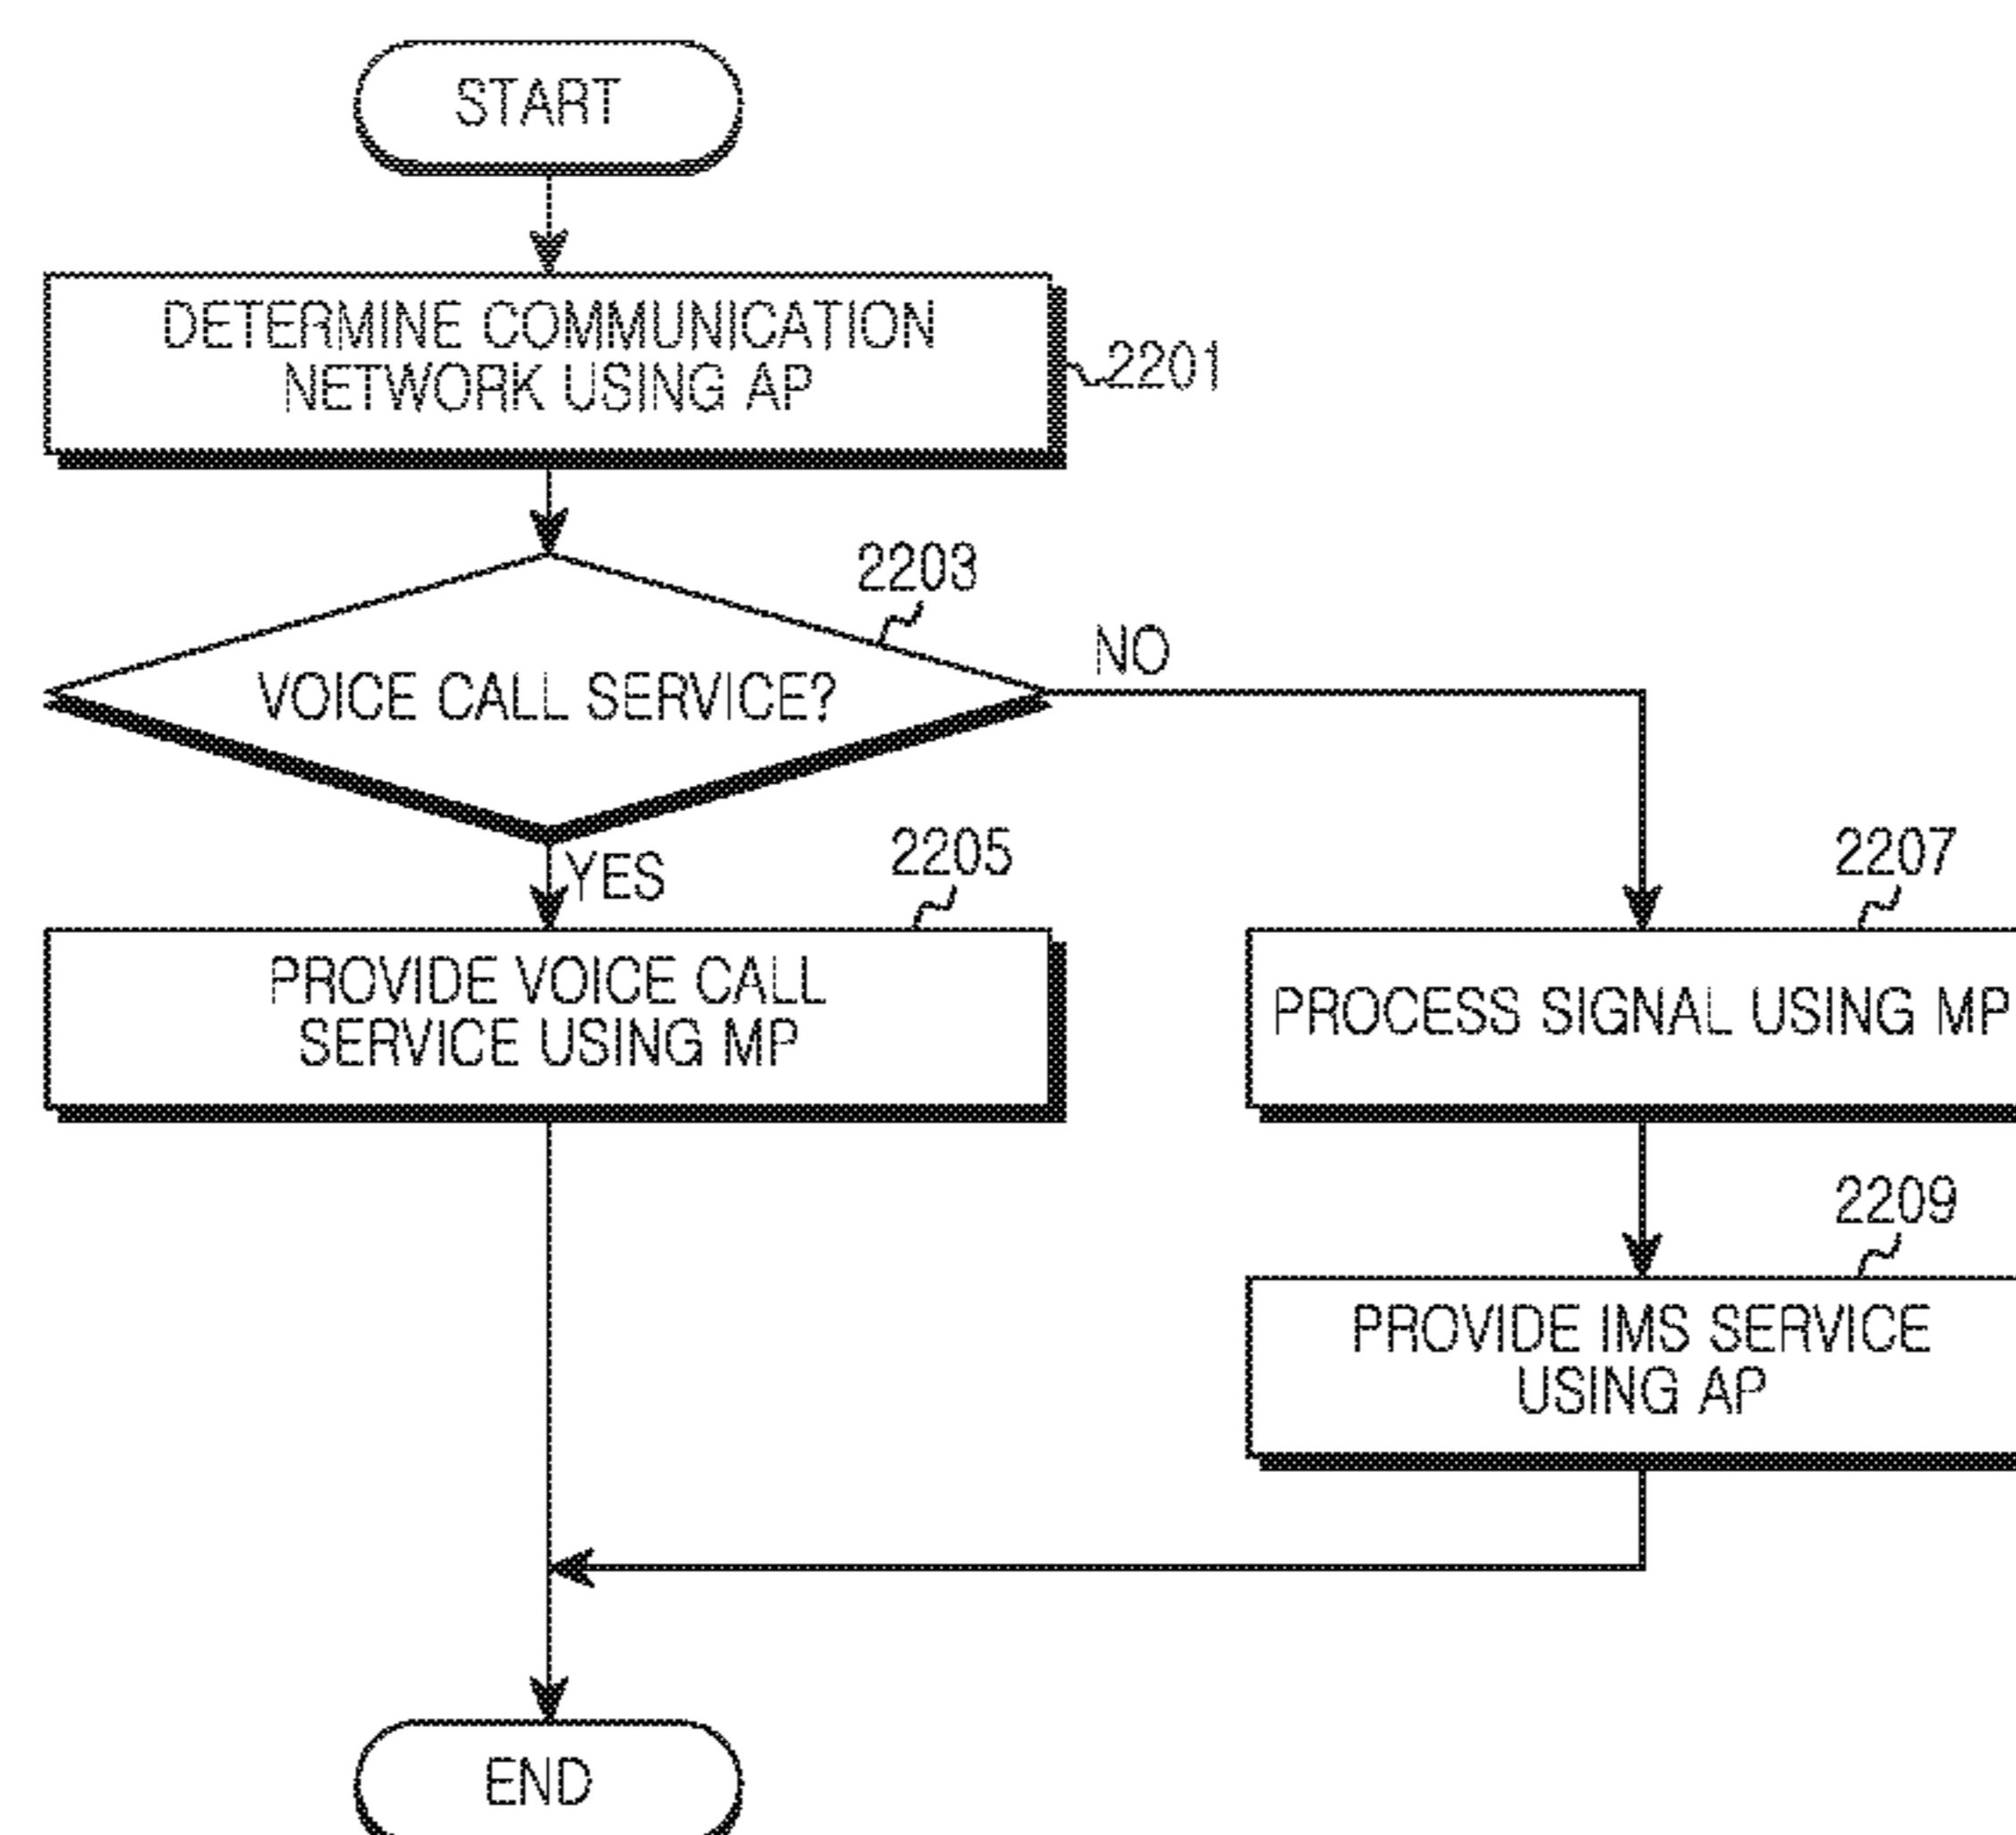 START
DETERMINE COMMUNICATION
NETWORK USING AP
2201
2203
VOICE CALL SERVICE?
NO
YES
2205
PROVIDE VOICE CALL
SERVICE USING MP
2207
PROCESS SIGNAL USING MP
2209
PROVIDE IMS SERVICE
USING AP
END